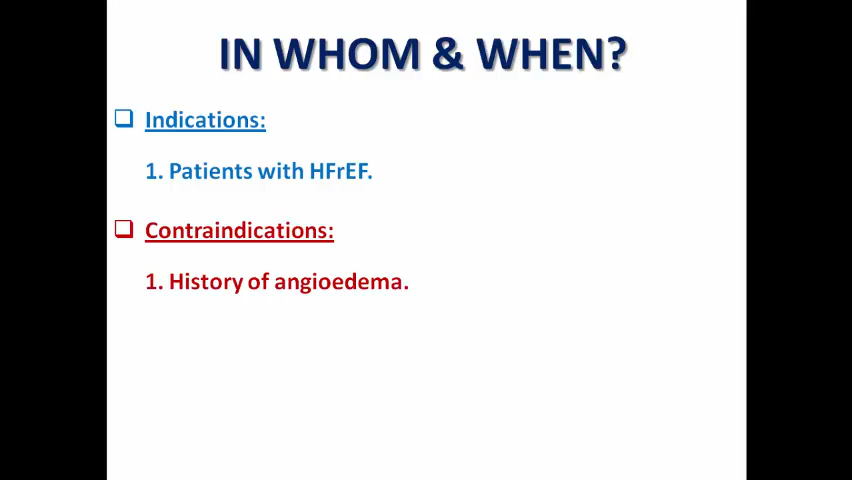 IN WHOM & WHEN?
Indications:
1. Patients with HFrEF.
Contraindications:
1. History of angioedema.